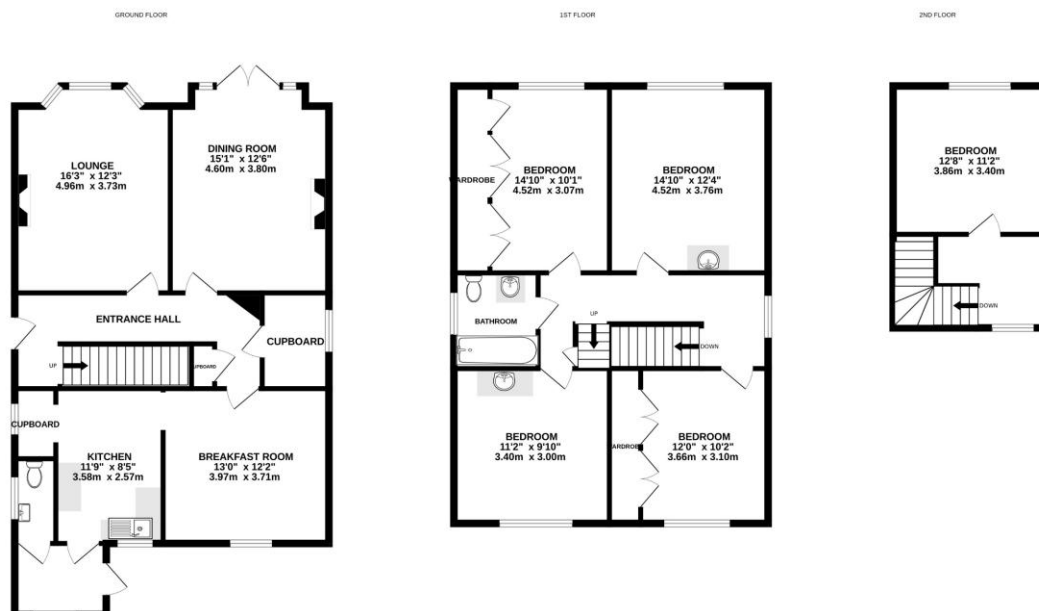 GROUND FLOOR
LOUNGE
16'3" x 12'3"
4.96m x 3.73m
DINING ROOM
15'1" x 12'6"
4.60m x 3.80m
ENTRANCE HALL
CUPBOARD
UP
UPBOARD
CUPBOARD
KITCHEN
11'9" x 8'5"
3.58m x 2.57m
BREAKFAST ROOM
13'0" x 12'2"
3.97m x 3.71m
1ST FLOOR
WARDROBE
BEDROOM
14'10" x 10'1"
4.52m x 3.07m
BEDROOM
14'10" x 12'4"
4.52m x 3.76m
BATHROOM
UP
DOWN
BEDROOM
11'2" x 9'10"
3.40m x 3.00m
ARDROBE
BEDROOM
12'0" x 10'2"
3.66m x 3.10m
2ND FLOOR
BEDROOM
12'8" x 11'2"
3.86m x 3.40m
DOWN